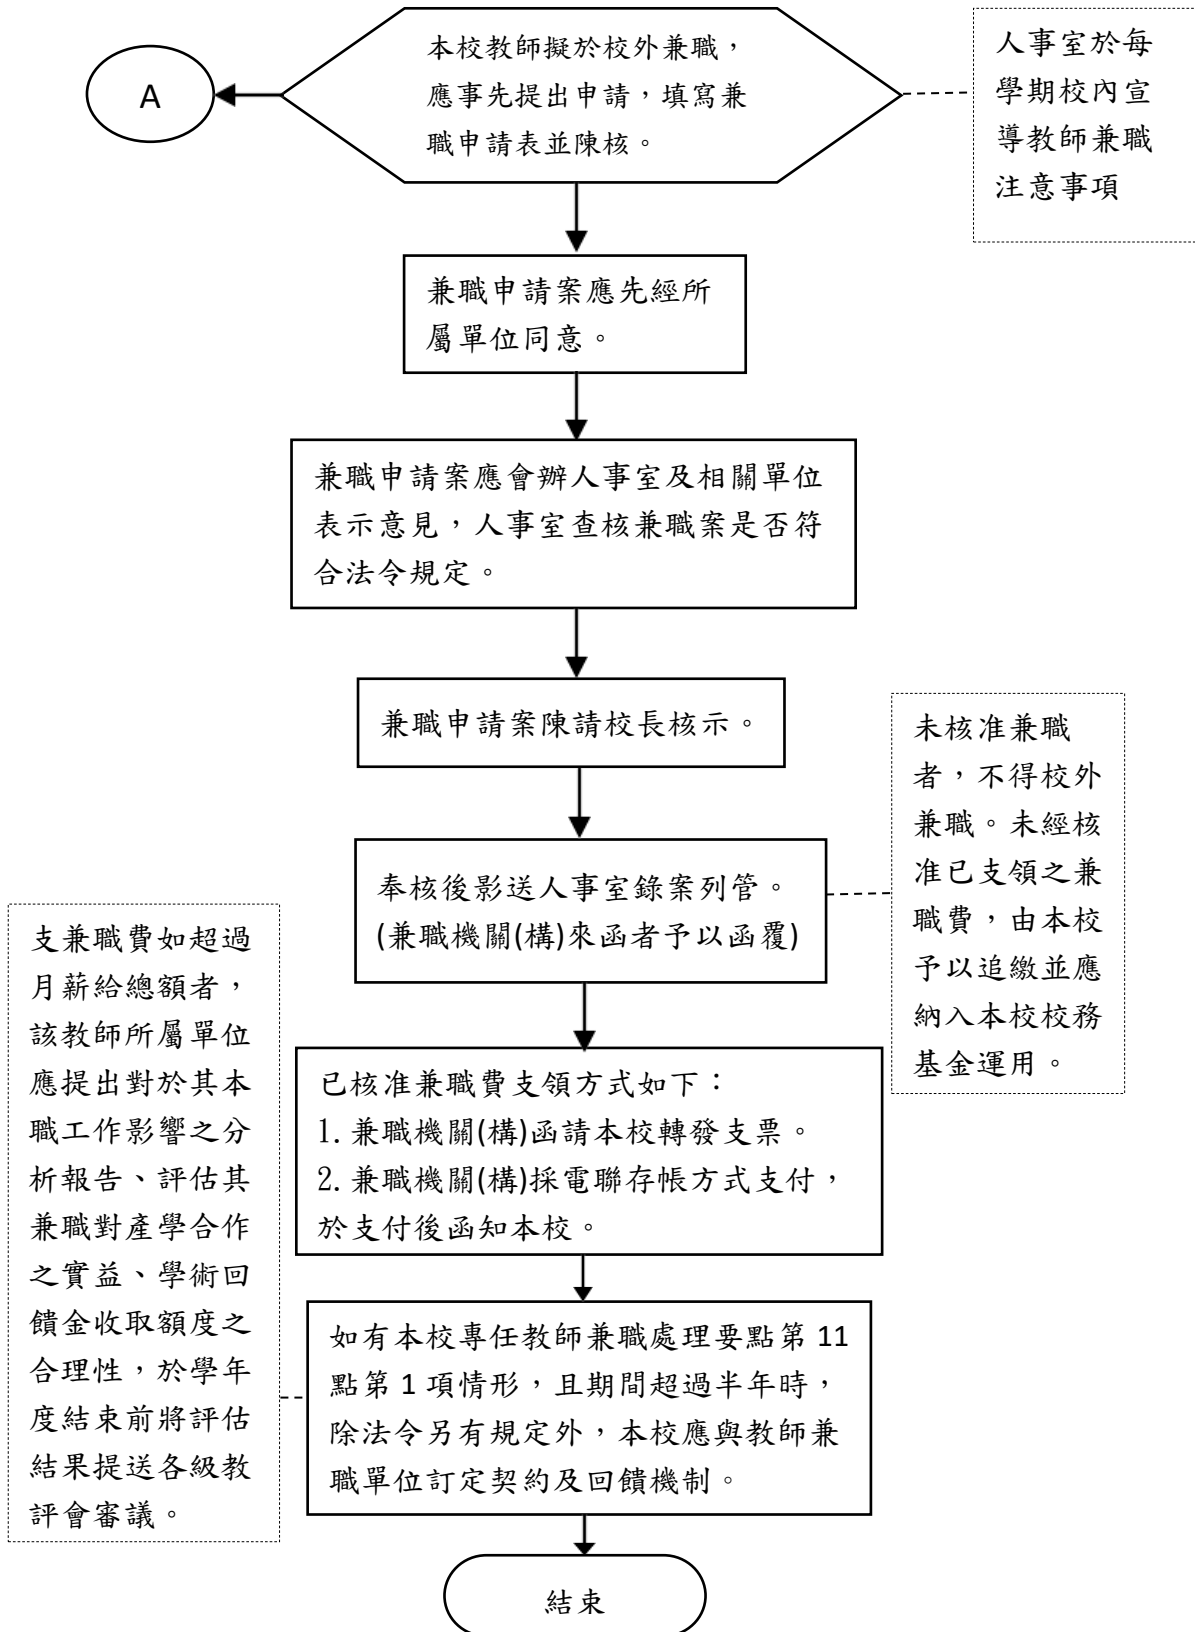 A
本校教師擬於校外兼職，
應事先提出申請，填寫兼
職申請表並陳核。
人事室於每
學期校內宣
導教師兼職
注意事項
兼職申請案應先經所
屬單位同意。
兼職申請案應會辦人事室及相關單位
表示意見，人事室查核兼職案是否符
合法令規定。
兼職申請案陳請校長核示。
未核准兼職
者，不得校外
兼職。未經核
准已支領之兼
職費，由本校
予以追繳並應
納入本校校務
基金運用。
奉核後影送人事室錄案列管。
(兼職機關(構)來函者予以函覆)
支兼職費如超過
月薪給總額者，
該教師所屬單位
應提出對於其本
職工作影響之分
析報告、評估其
兼職對產學合作
之實益、學術回
饋金收取額度之
合理性，於學年
度結束前將評估
結果提送各級教
評會審議。
已核准兼職費支領方式如下：
1. 兼職機關(構)函請本校轉發支票。
2. 兼職機關(構)採電聯存帳方式支付，
於支付後函知本校。
如有本校專任教師兼職處理要點第 11
點第 1 項情形，且期間超過半年時，
除法令另有規定外，本校應與教師兼
職單位訂定契約及回饋機制。
結束